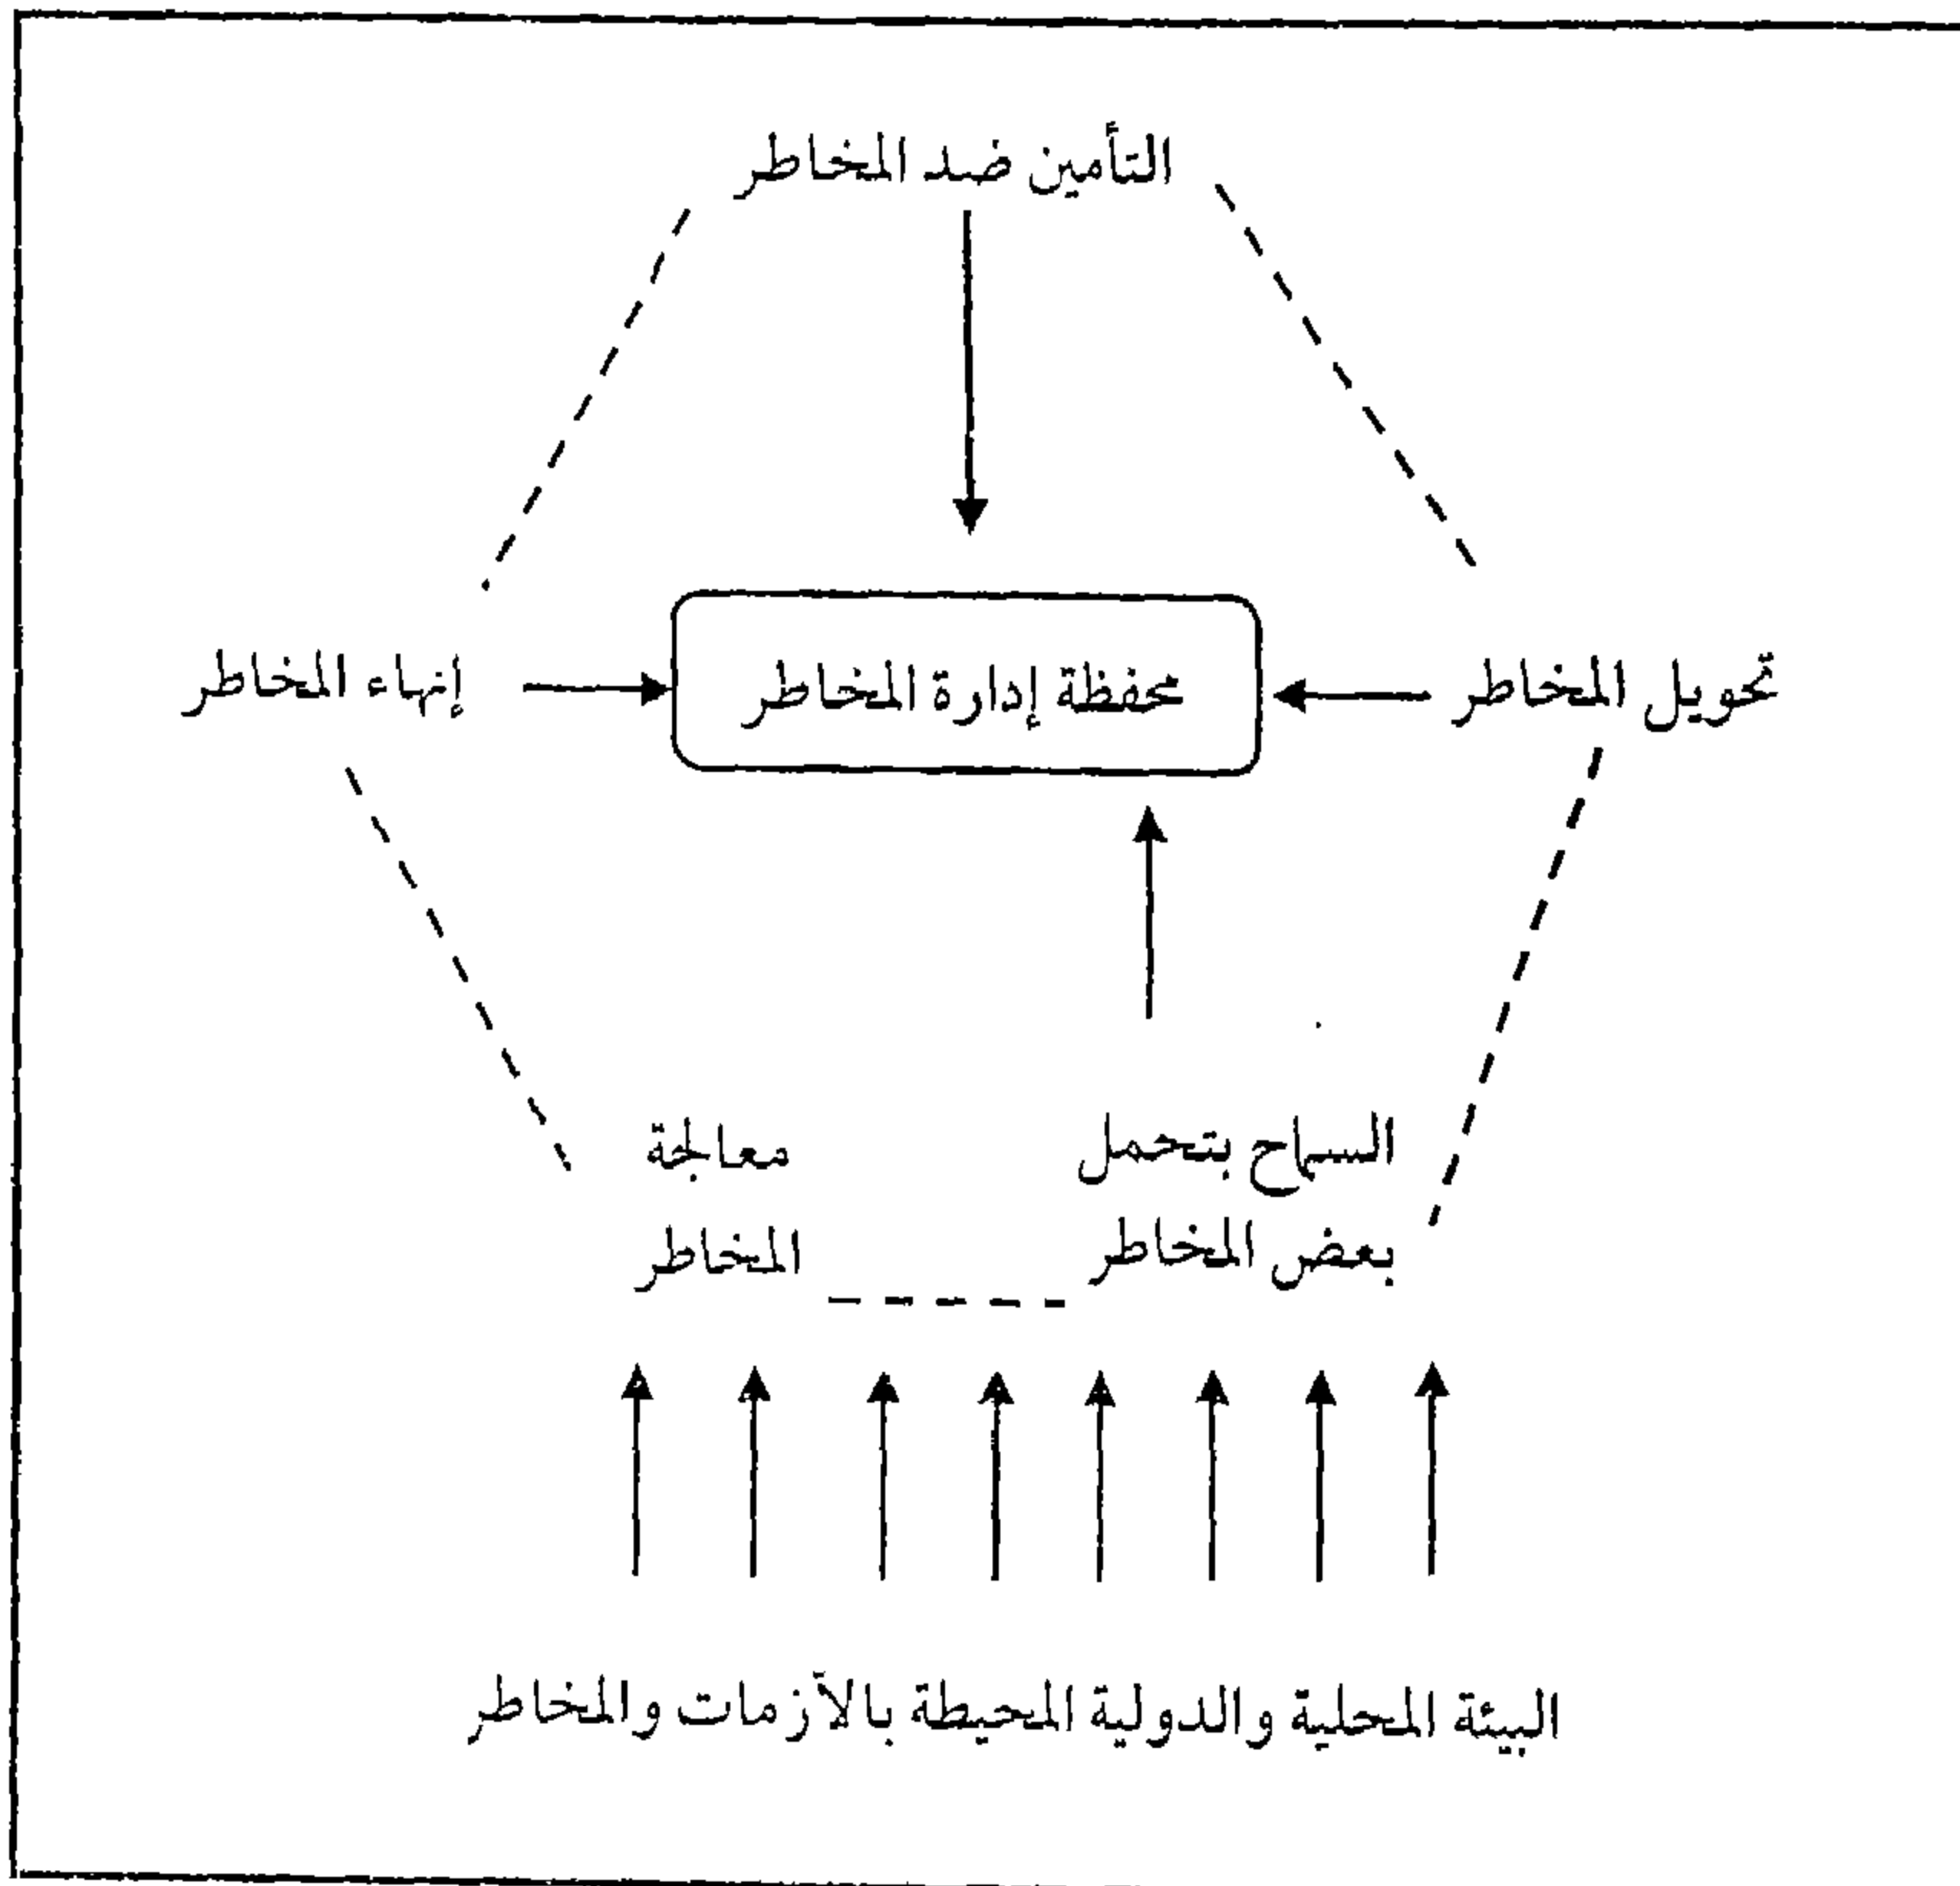 التأمين ضد المخاطر
تحويل المخاطر
محفظة إدارة المخاطر
إنهاء المخاطر
السماح بتحمل
بعض المخاطر
معالجة
المخاطر
البيئة المحلية والدولية المحيطة بالأزمات والمخاطر